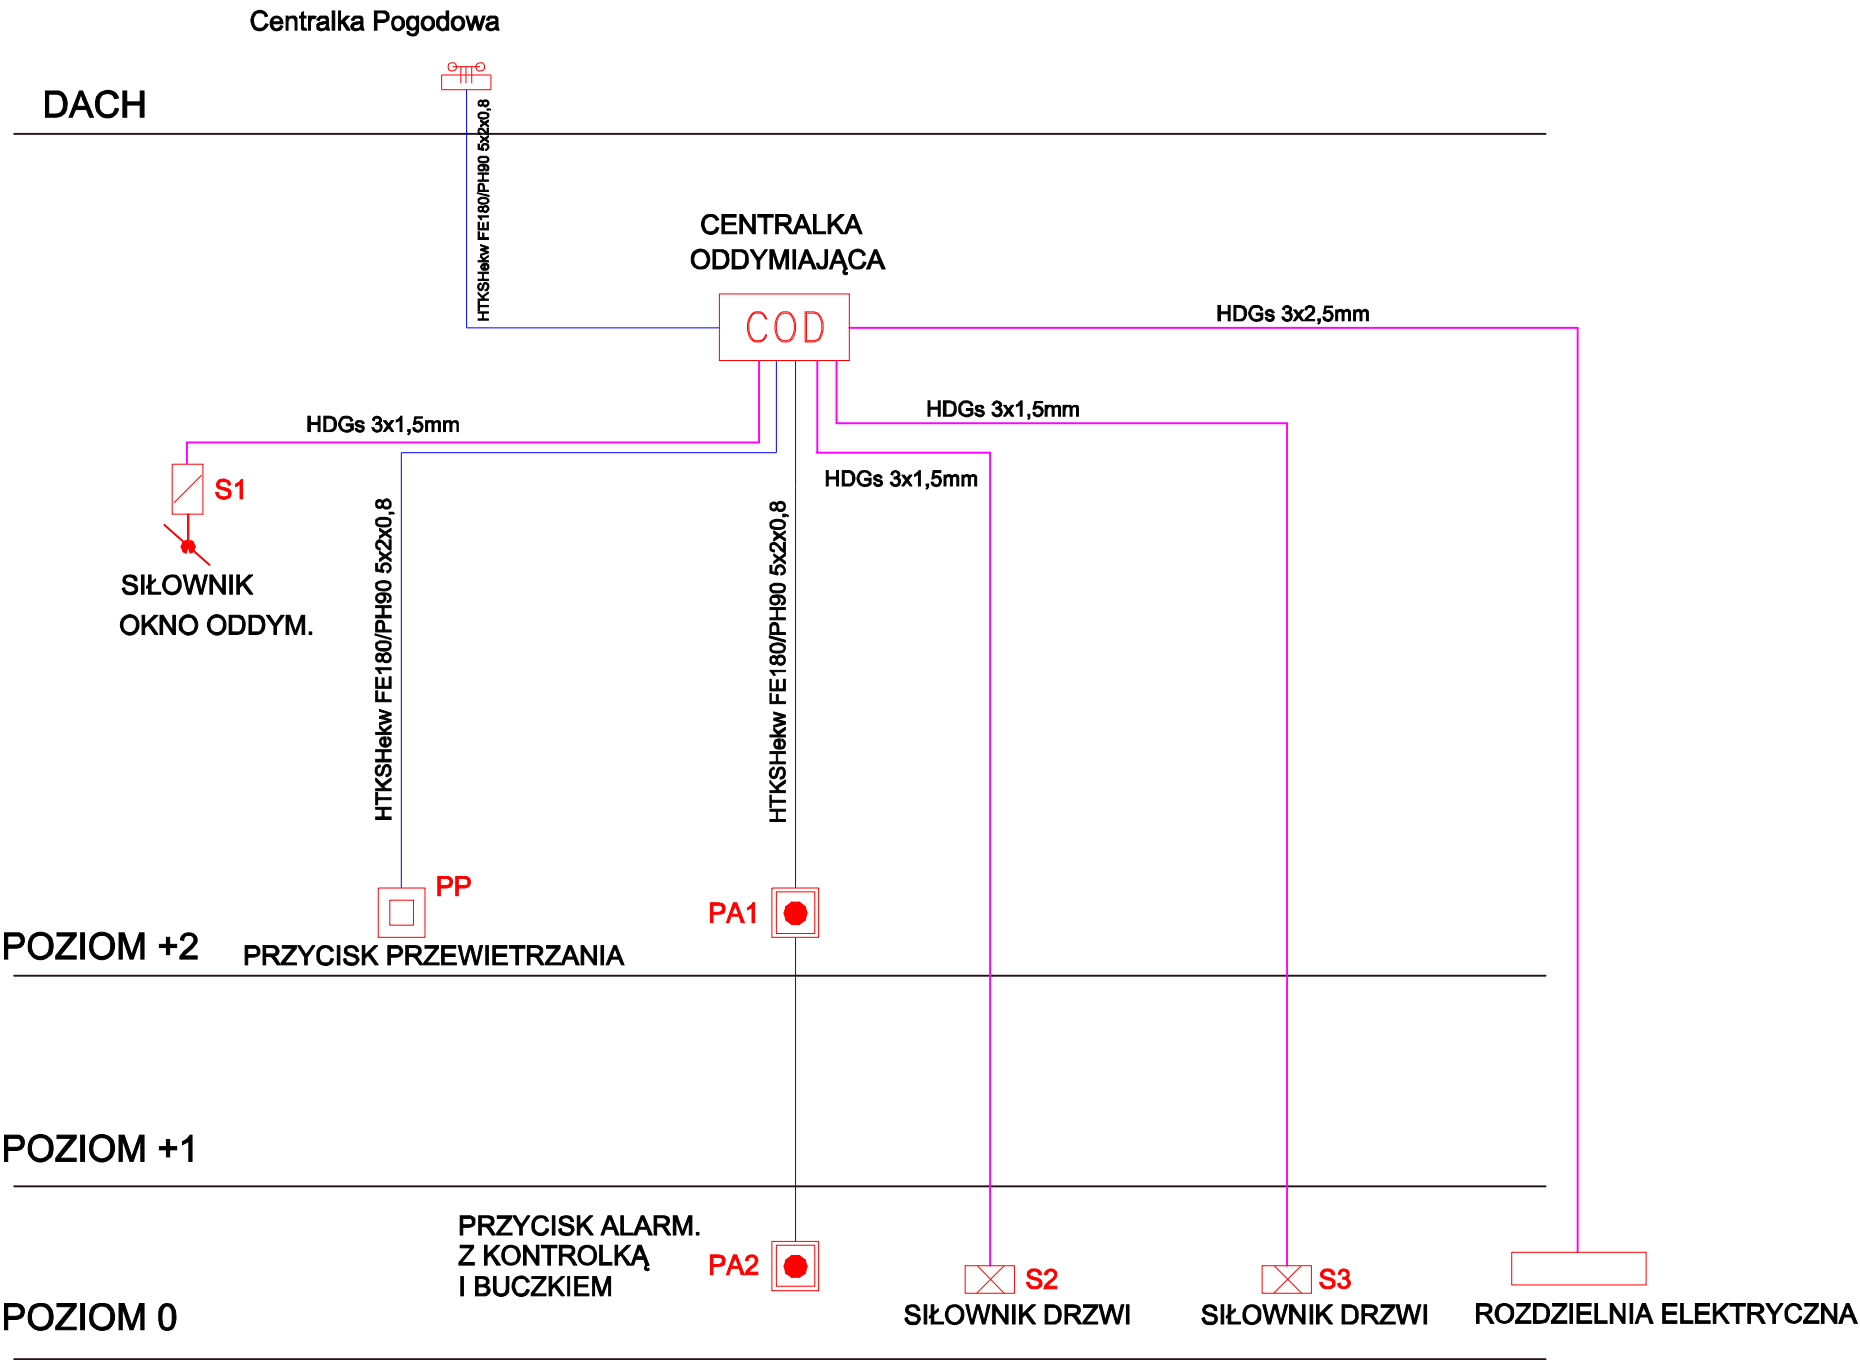 Centralka Pogodowa
DACH
HTKSHekw FE180/PH90 5x2x0,8
CENTRALKA
ODDYMIAJĄCA
COD
HDGs 3x2,5mm
HDGs 3x1,5mm
HDGs 3x1,5mm
HDGs 3x1,5mm
S1
SIŁOWNIK
OKNO ODDYM.
HTKSHekw FE180/PH90 5x2x0,8
HTKSHekw FE180/PH90 5x2x0,8
PP
PA1
POZIOM +2
PRZYCISK PRZEWIETRZANIA
POZIOM +1
PRZYCISK ALARM.
Z KONTROLKĄ
I BUCZKIEM
PA2
S2
S3
POZIOM 0
SIŁOWNIK DRZWI
SIŁOWNIK DRZWI
ROZDZIELNIA ELEKTRYCZNA